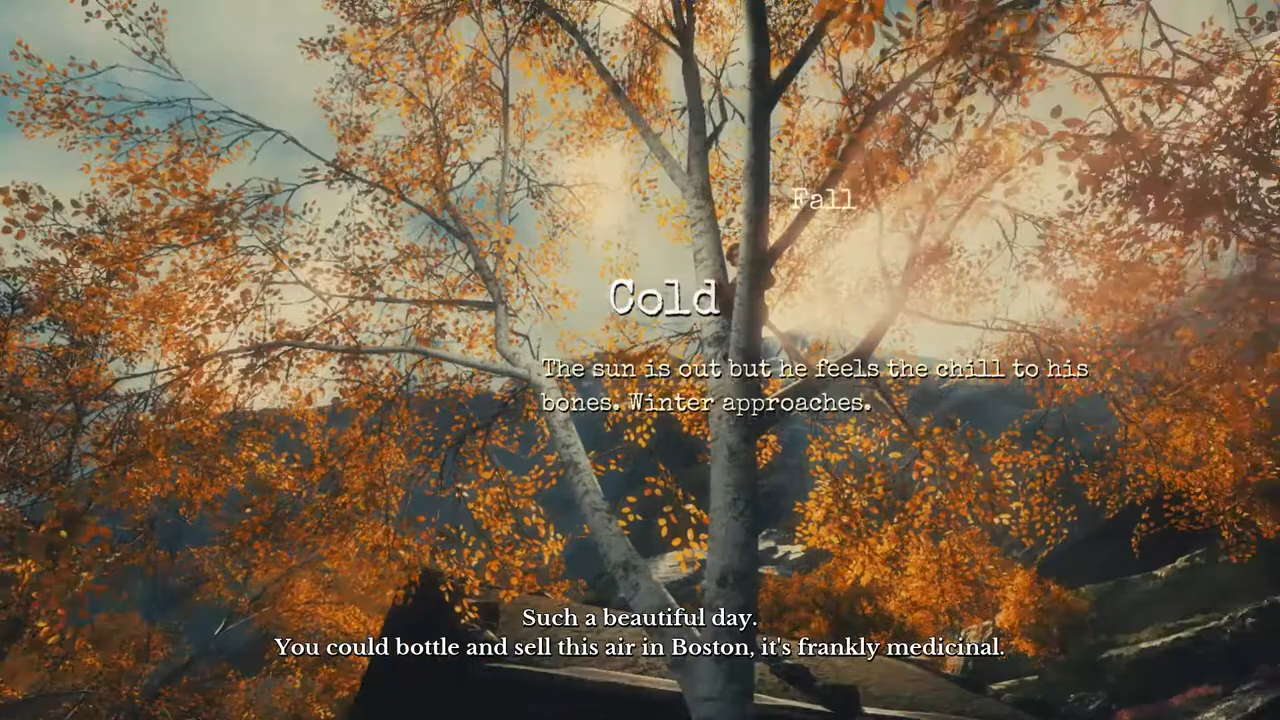 Fall
Cold
The sun is out but he feels the chill to his
bones. Winter approaches.
Such a beautiful day.
You could bottle and sell this air in Boston, it's frankly medicinal.